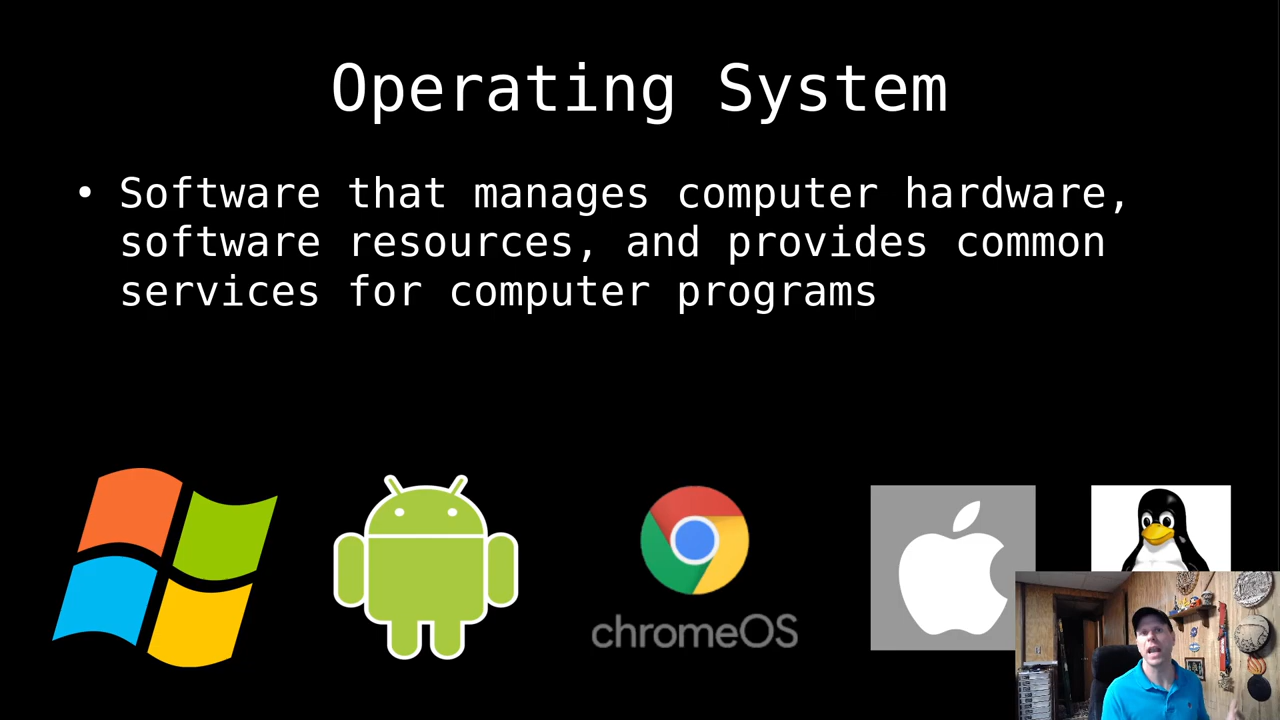 Operating System
• Software that manages computer hardware,
software resources, and provides common
services for computer programs
chromeOS